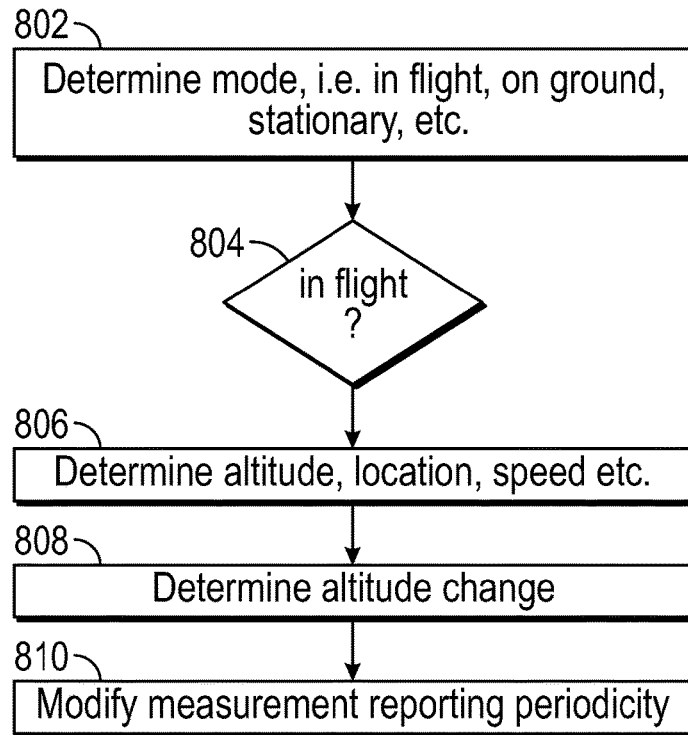 802
Determine mode, i.e. in flight, on ground,
stationary, etc.
804
in flight
?
806
Determine altitude, location, speed etc.
808
Determine altitude change
810
Modify measurement reporting periodicity